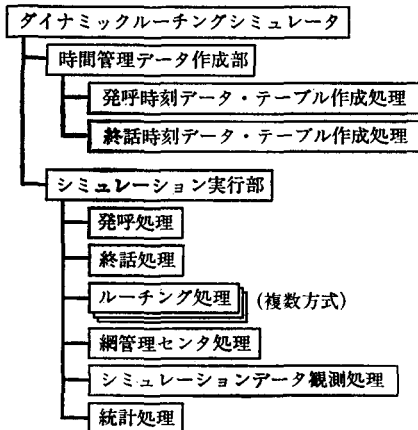 ダイナミックルーチングシミュレータ
時間管理データ作成部
発呼時刻データ・テーブル作成処理
終話時刻データ・テーブル作成処理
シミュレーション実行部
発呼処理
終話処理
ルーチング処理 (複数方式)
網管理センタ処理
シミュレーションデータ観測処理
統計処理